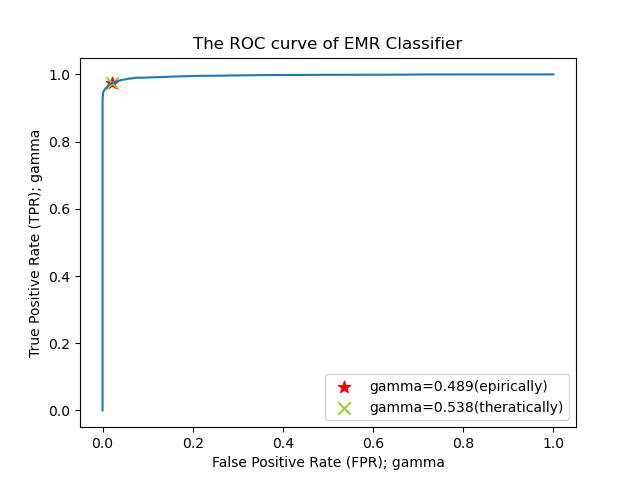 The ROC curve of EMR Classifier
True Positive Rate (TPR); gamma
1.0
0.8
0.6
0.4
0.2
0.0
0.0 0.2 0.4 0.6 0.8 1.0
False Positive Rate (FPR); gamma
gamma=0.489(epirically)
gamma=0.538(theratically)